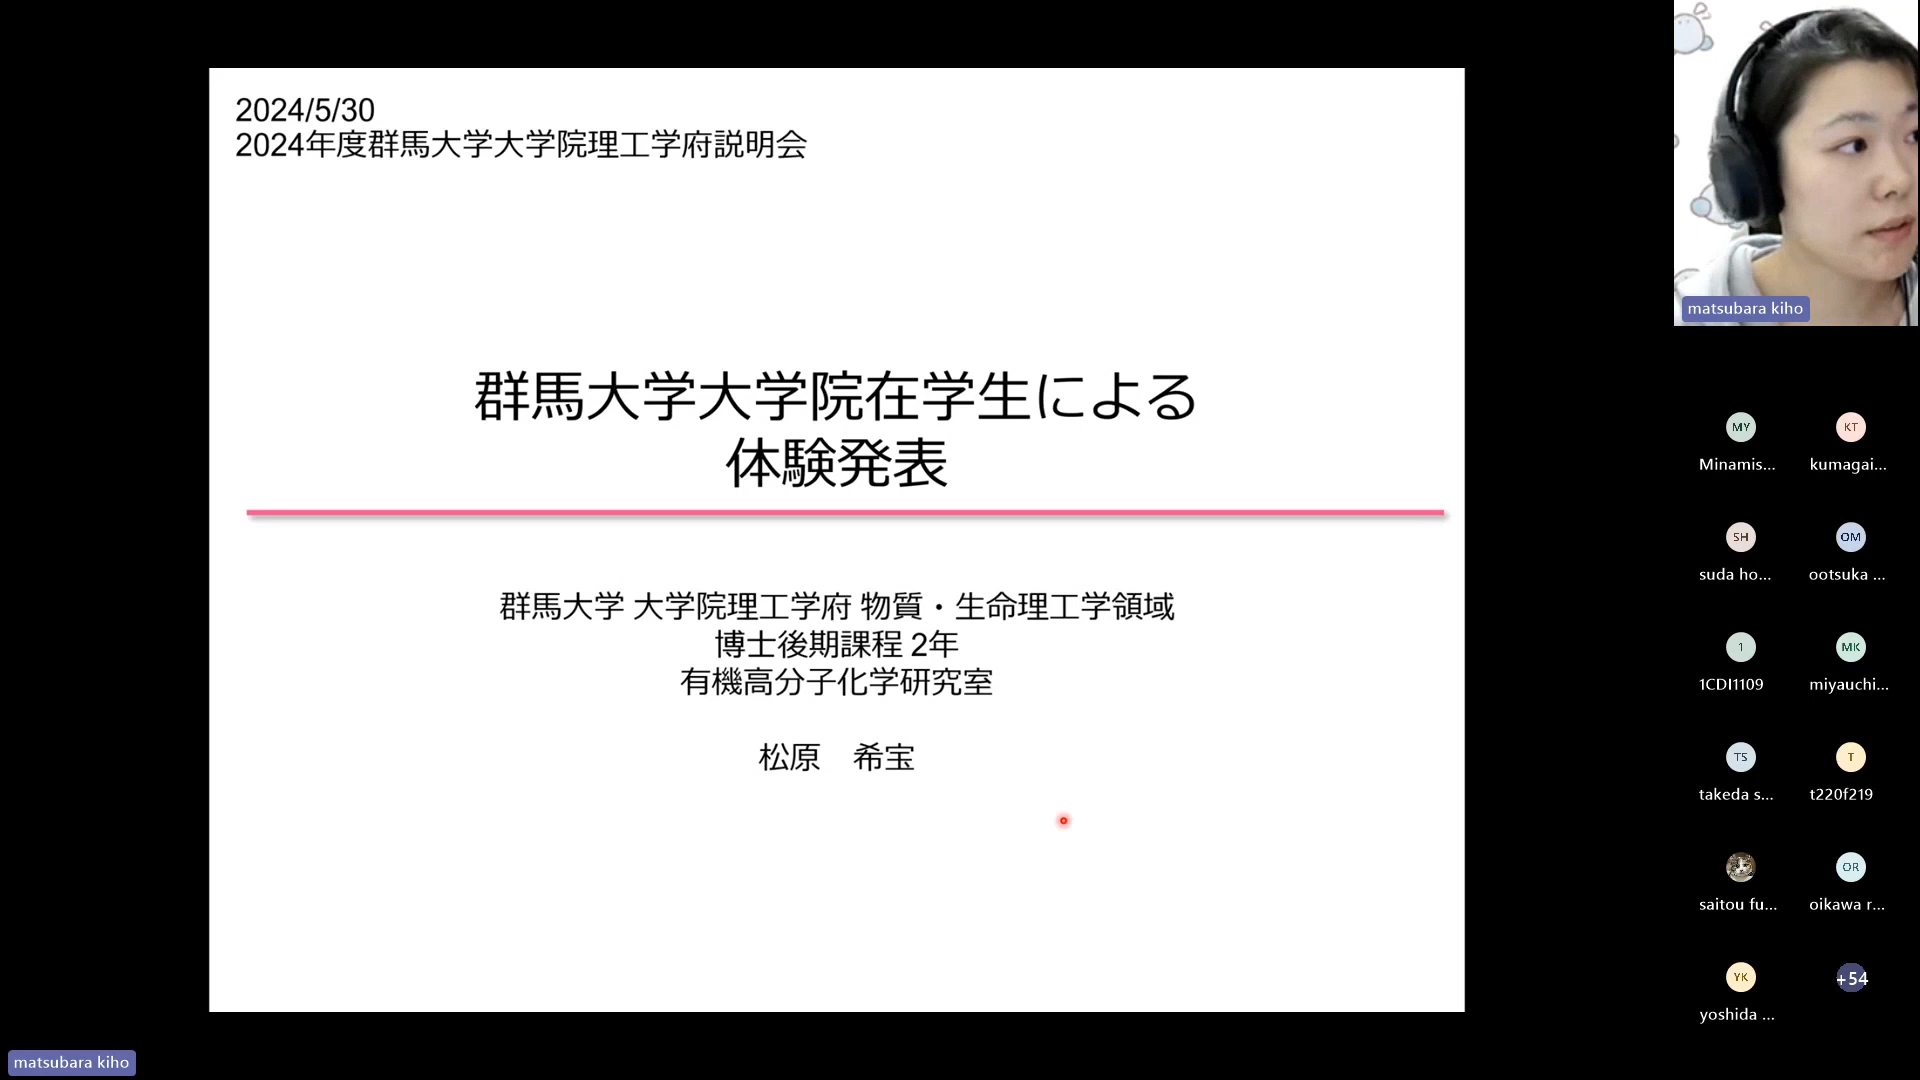 2024/5/30
2024年度群馬大学大学院理工学府説明会
群馬大学大学院在学生による
体験発表
群馬大学 大学院理工学府 物質・生命理工学領域
博士後期課程 2年
有機高分子化学研究室
松原　希宝
matsubara kiho
MY
KT
Minamis...
kumagai...
SH
OM
suda ho...
ootsuka ...
1
MK
1CDI1109
miyauchi...
TS
T
takeda s...
t220f219
OR
saitou fu...
oikawa r...
YK
+54
yoshida ...
matsubara kiho